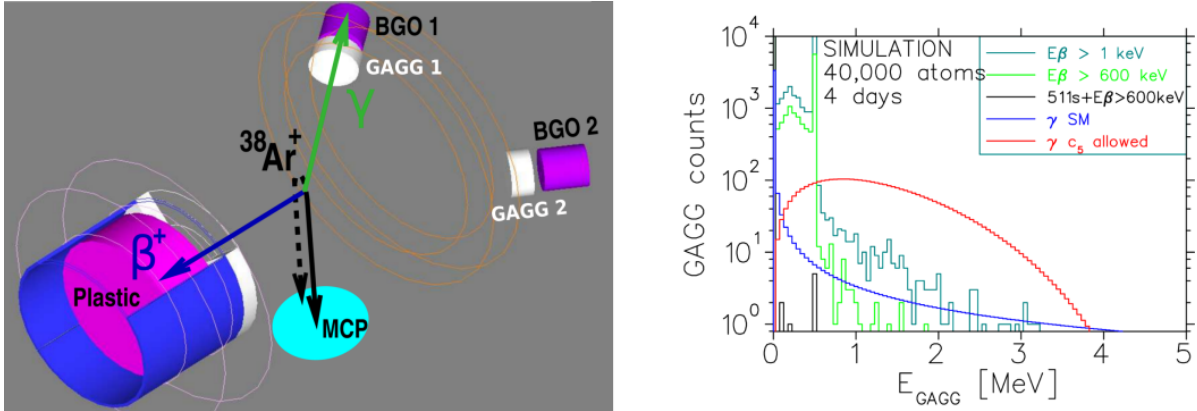 BGO 1
GAGG 1
γ
38Ar+
BGO 2
GAGG 2
β+
Plastic
MCP
SIMULATION
40,000 atoms
4 days
Eβ > 1 keV
Eβ > 600 keV
511s+Eβ>600keV
γ SM
γ c5 allowed
GAGG counts
10^4
10^3
10^2
10^1
10^0
0 1 2 3 4 5
E_GAGG [MeV]